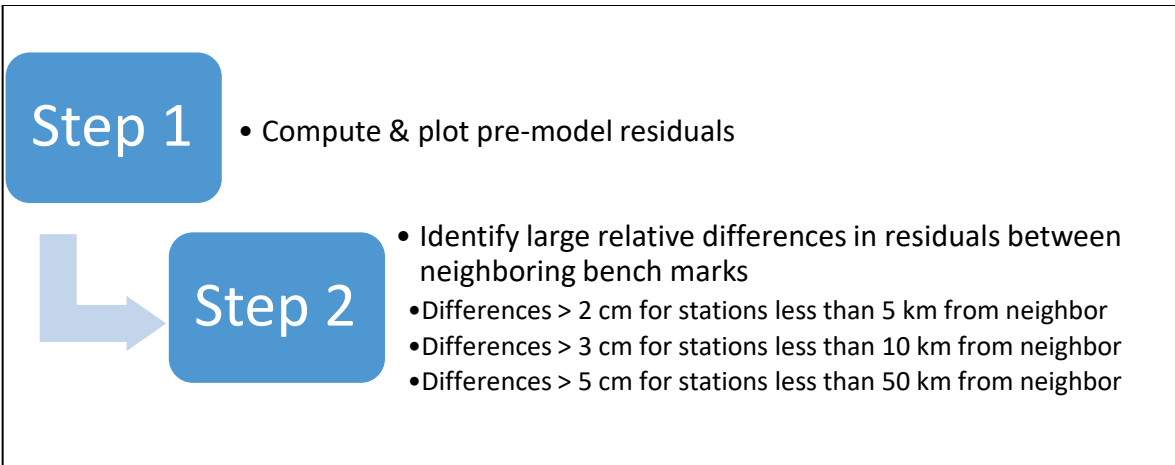 Step 1
• Compute & plot pre-model residuals
Step 2
• Identify large relative differences in residuals between
neighboring bench marks
•Differences > 2 cm for stations less than 5 km from neighbor
•Differences > 3 cm for stations less than 10 km from neighbor
•Differences > 5 cm for stations less than 50 km from neighbor